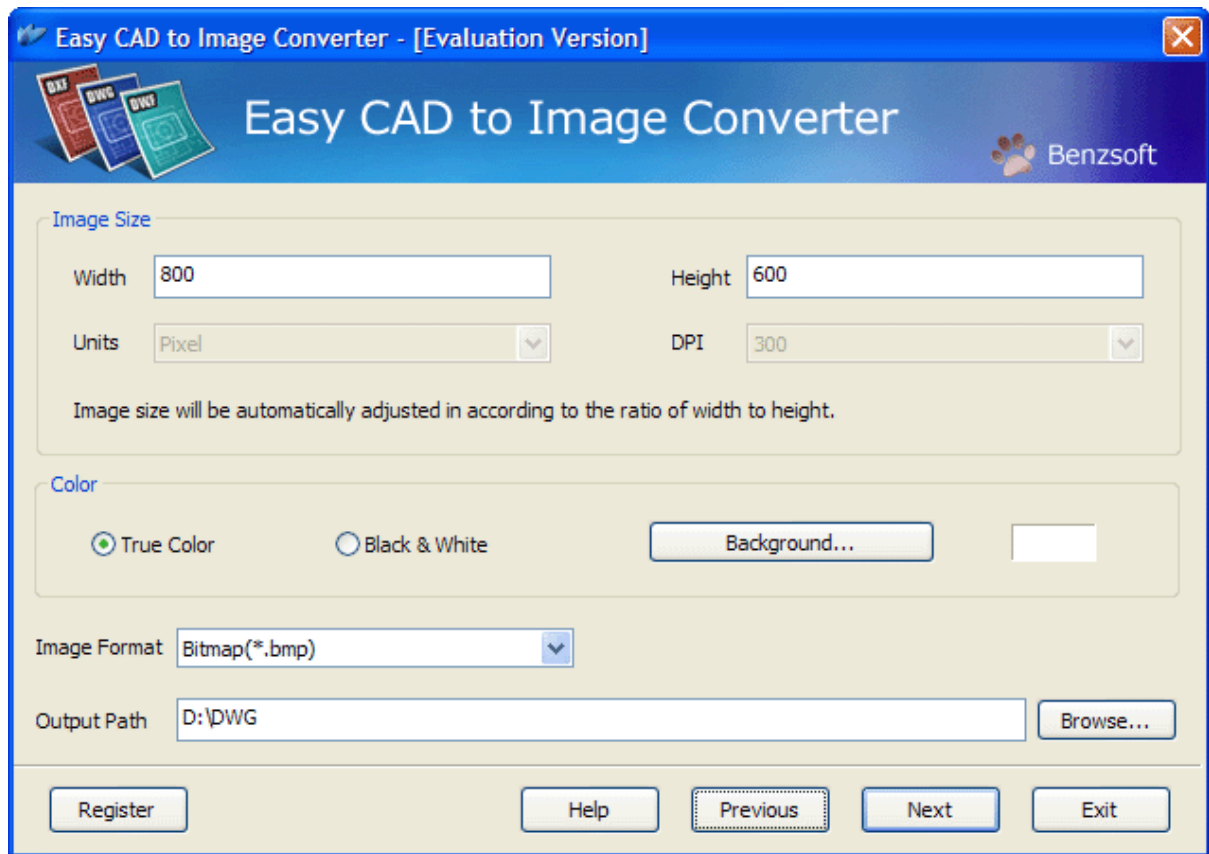 Easy CAD to Image Converter - [Evaluation Version]
DXF
DWG
DWF
Easy CAD to Image Converter
Benzsoft
Image Size
Width 800 Height 600
Units Pixel DPI 300
Image size will be automatically adjusted in according to the ratio of width to height.
Color
True Color Black & White Background...
Image Format Bitmap(*.bmp)
Output Path D:\DWG Browse...
Register Help Previous Next Exit